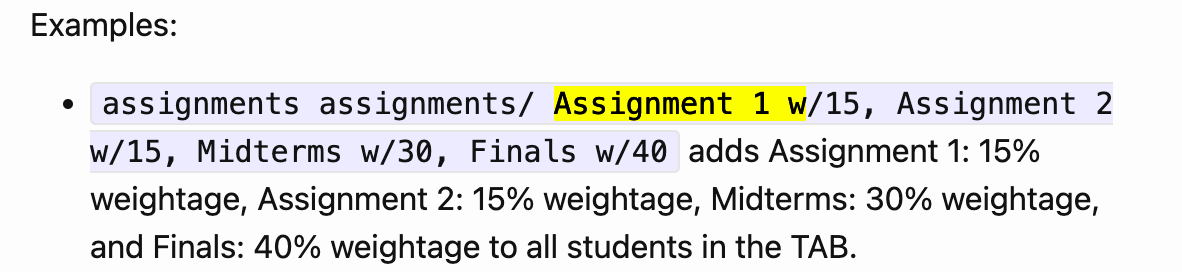 Examples:
• assignments assignments/ Assignment 1 w/15, Assignment 2
w/15, Midterms w/30, Finals w/40 adds Assignment 1: 15%
weightage, Assignment 2: 15% weightage, Midterms: 30% weightage,
and Finals: 40% weightage to all students in the TAB.